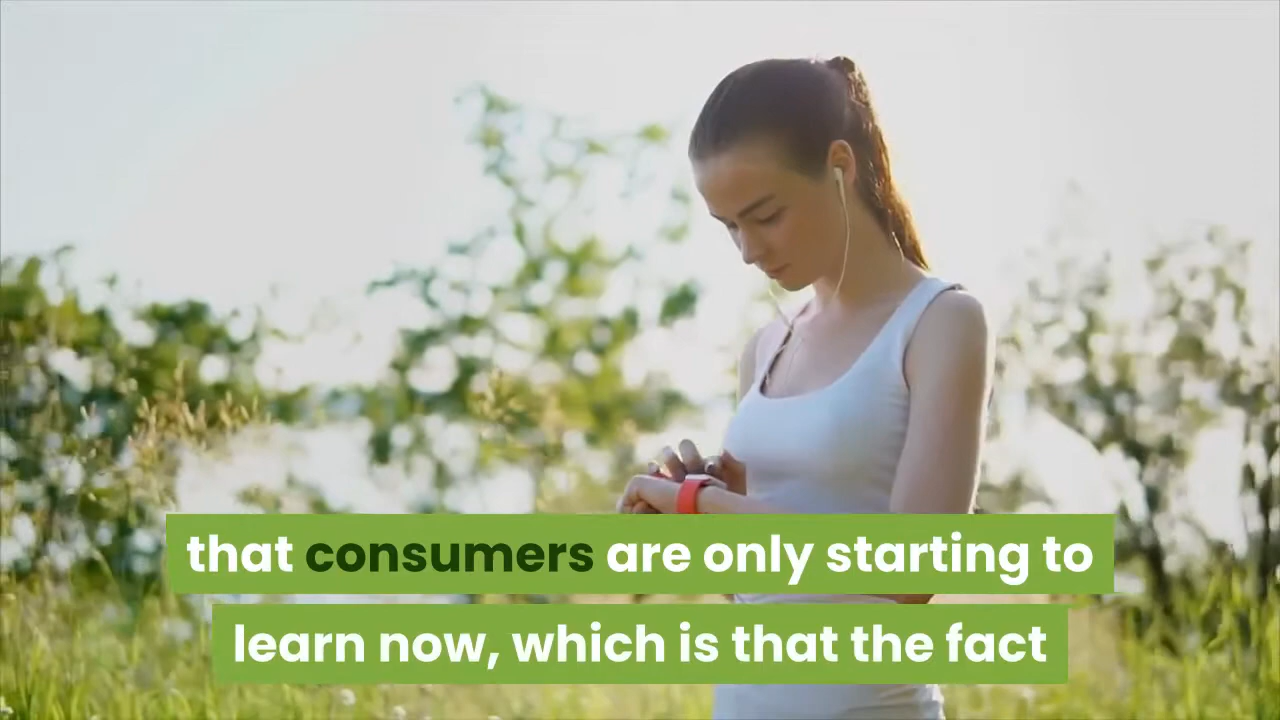 that consumers are only starting to
learn now, which is that the fact